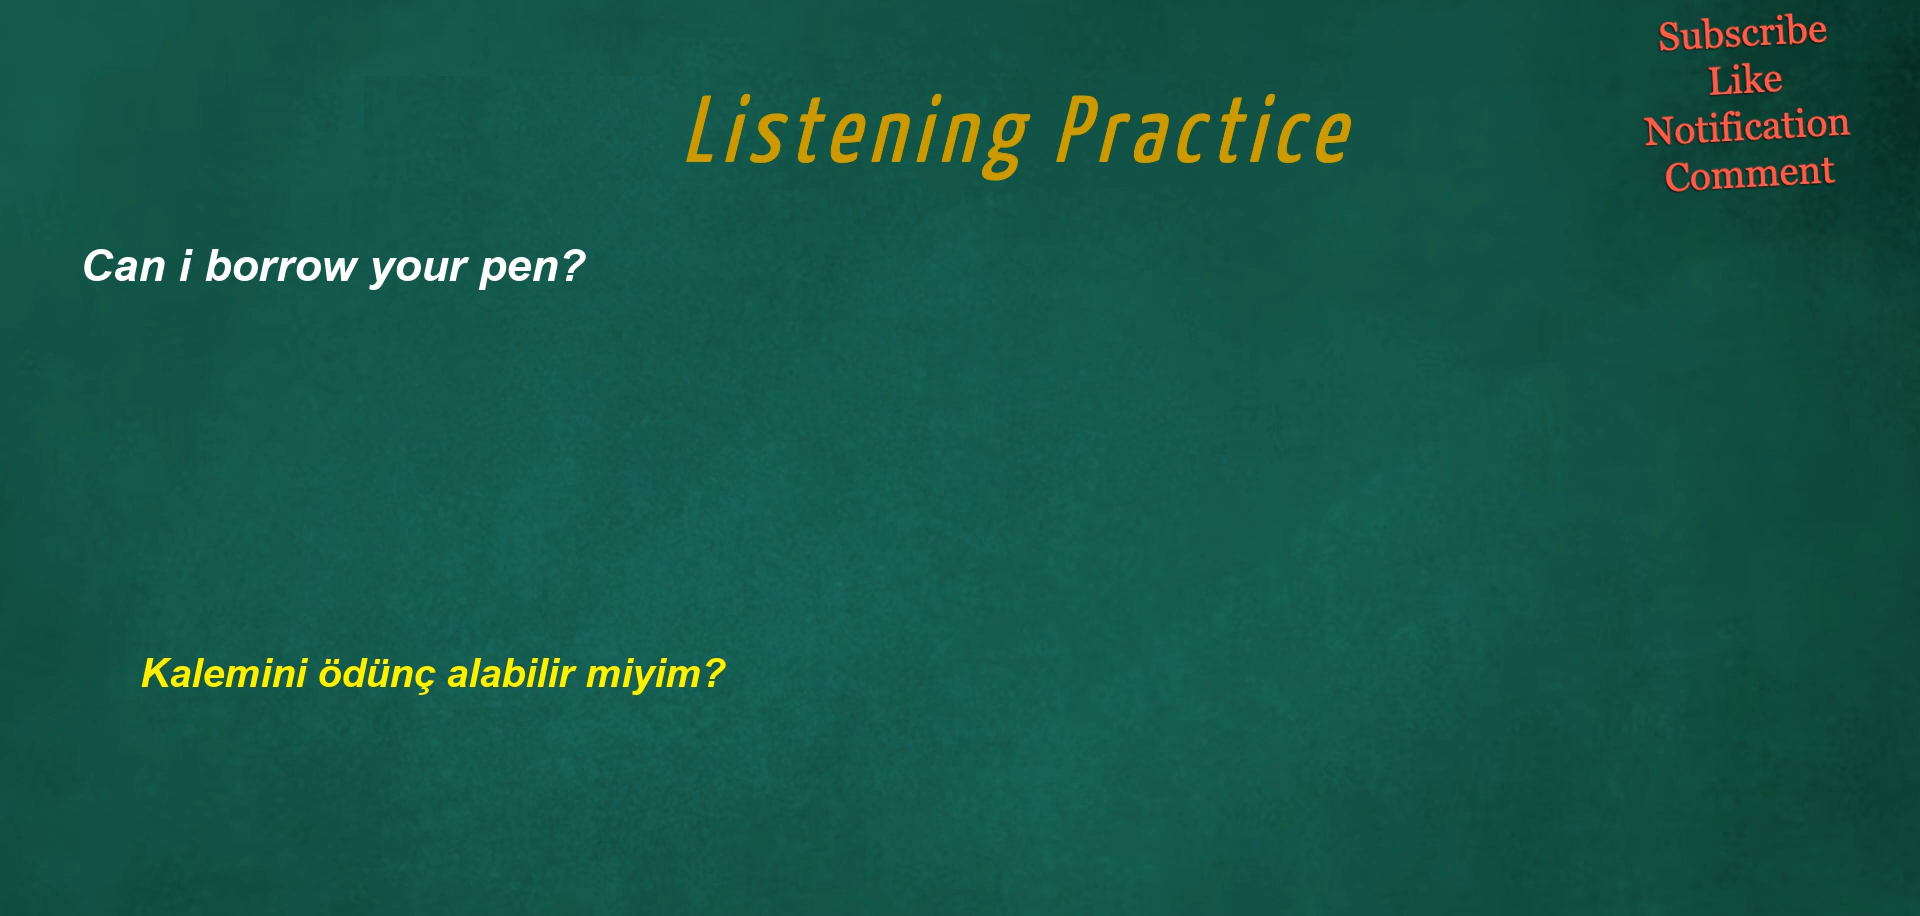 Subscribe
Like
Notification
Comment
Listening Practice
Can i borrow your pen?
Kalemini ödünç alabilir miyim?